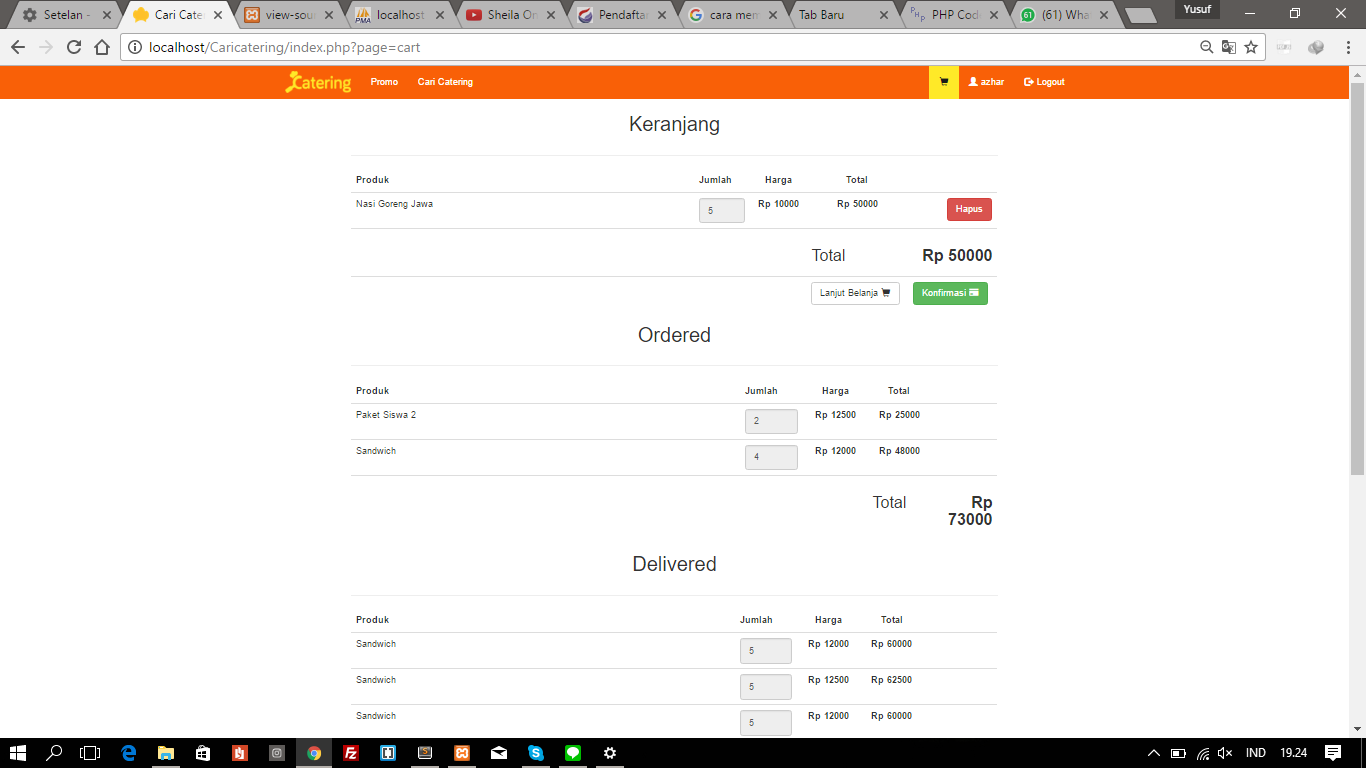 Setelan -
Cari Cate
view-sou
localhost
Sheila On
Pendafta
cara men
Tab Baru
PHP Cod
(61) Wha
Yusuf
localhost/Caricatering/index.php?page=cart
Catering Promo Cari Catering azhar Logout
Keranjang
Produk Jumlah Harga Total
Nasi Goreng Jawa 5 Rp 10000 Rp 50000 Hapus
Total Rp 50000
Lanjut Belanja Konfirmasi
Ordered
Produk Jumlah Harga Total
Paket Siswa 2 2 Rp 12500 Rp 25000
Sandwich 4 Rp 12000 Rp 48000
Total Rp
73000
Delivered
Produk Jumlah Harga Total
Sandwich 5 Rp 12000 Rp 60000
Sandwich 5 Rp 12500 Rp 62500
Sandwich 5 Rp 12000 Rp 60000
IND 19.24